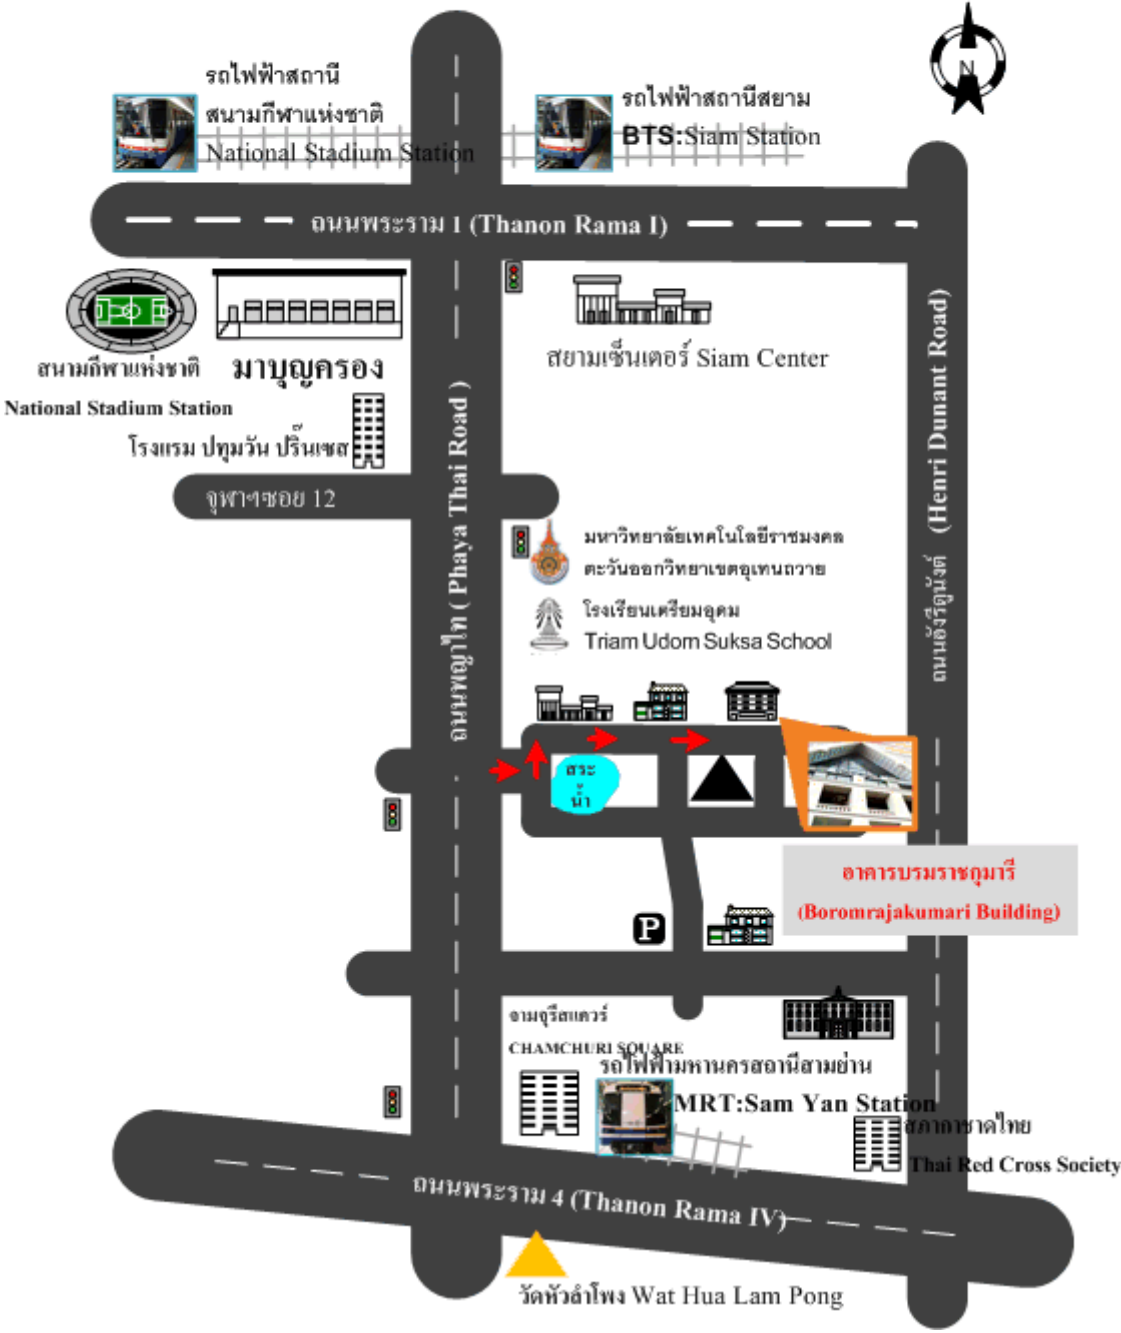 รถไฟฟ้าสถานี
สนามกีฬาแห่งชาติ
National Stadium Station
รถไฟฟ้าสถานีสยาม
BTS:Siam Station
N
ถนนพระราม 1 (Thanon Rama I)
สนามกีฬาแห่งชาติ
National Stadium Station
มาบุญครอง
สยามเซ็นเตอร์ Siam Center
โรงแรม ปทุมวัน ปริ๊นเซส
จุฬาฯซอย 12
ถนนพญาไท ( Phaya Thai Road )
ถนนอังรีดูนังต์ (Henri Dunant Road)
มหาวิทยาลัยเทคโนโลยีราชมงคล
ตะวันออกวิทยาเขตอุเทนถวาย
โรงเรียนเตรียมอุดม
Triam Udom Suksa School
สระ
น้ำ
อาคารบรมราชกุมารี
(Boromrajakumari Building)
P
จามจุรีสแควร์
CHAMCHURI SQUARE
รถไฟฟ้ามหานครสถานีสามย่าน
MRT:Sam Yan Station
สภากาชาดไทย
Thai Red Cross Society
ถนนพระราม 4 (Thanon Rama IV)
วัดหัวลำโพง Wat Hua Lam Pong